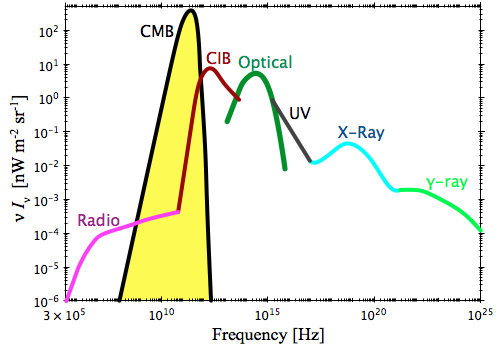 CMB
CIB
Optical
UV
X-Ray
γ-ray
Radio
ν Iᵥ [nW m⁻² sr⁻¹]
10²
10¹
10⁰
10⁻¹
10⁻²
10⁻³
10⁻⁴
10⁻⁵
10⁻⁶
3 × 10⁵
10¹⁰
10¹⁵
10²⁰
10²⁵
Frequency [Hz]